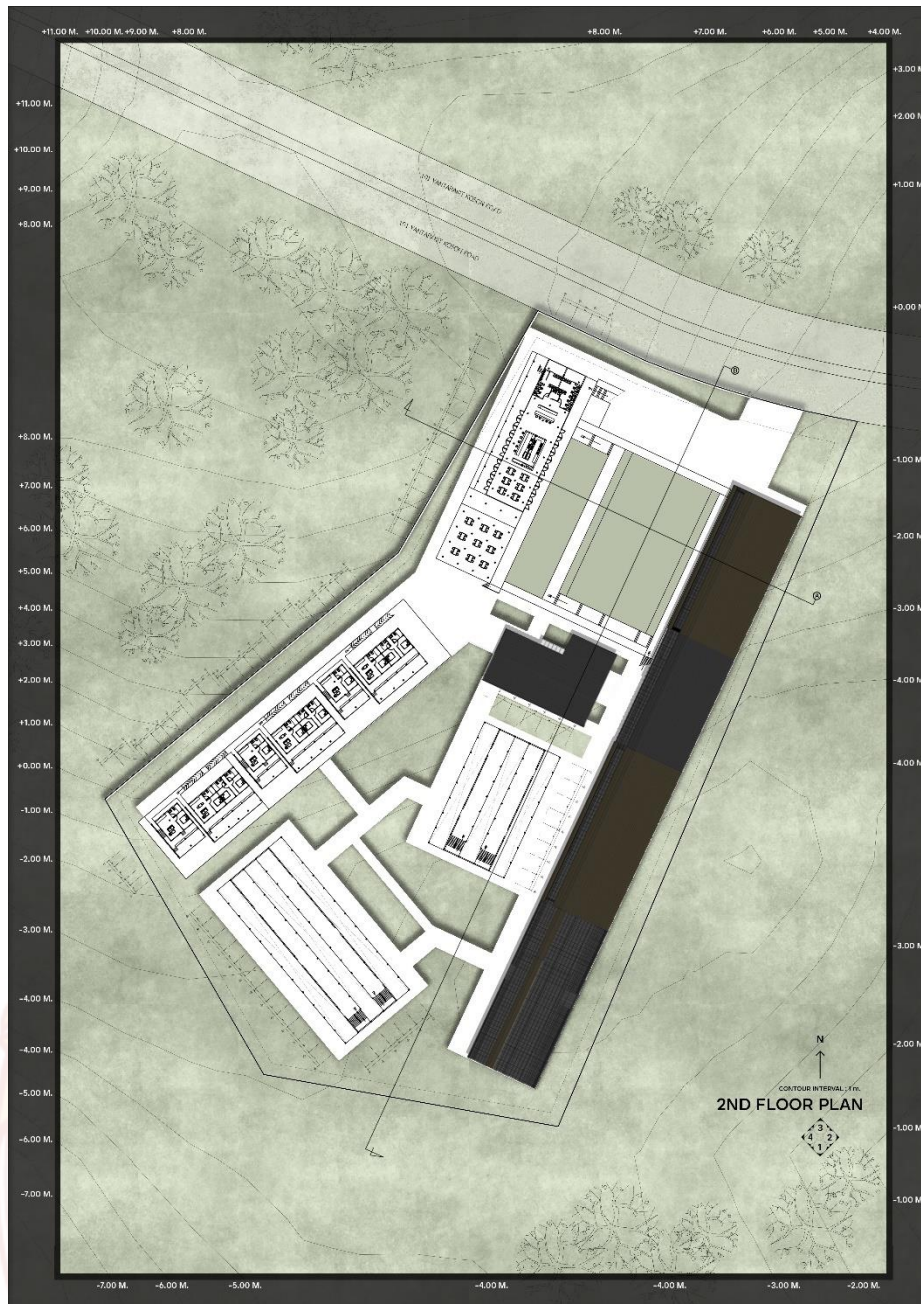 +11.00 M. +10.00 M. +9.00 M. +8.00 M. +8.00 M. +7.00 M. +6.00 M. +5.00 M. +4.00 M.
+11.00 M.
+10.00 M.
+9.00 M.
+8.00 M.
+8.00 M.
+7.00 M.
+6.00 M.
+5.00 M.
+4.00 M.
+3.00 M.
+2.00 M.
+1.00 M.
+0.00 M.
-1.00 M.
-2.00 M.
-3.00 M.
-4.00 M.
-4.00 M.
-5.00 M.
-6.00 M.
-7.00 M.
ROAD
ROAD
B
A
+3.00 M
+2.00 M
+1.00 M
+0.00 M
-1.00 M.
-2.00 M.
-3.00 M.
-4.00 M.
-3.00 M.
-2.00 M
-1.00 M
-1.00 M
N
CONTOUR INTERVAL ; 1 m.
2ND FLOOR PLAN
3
4 2
1
-7.00 M. -6.00 M. -5.00 M. -4.00 M. -4.00 M. -3.00 M. -2.00 M.